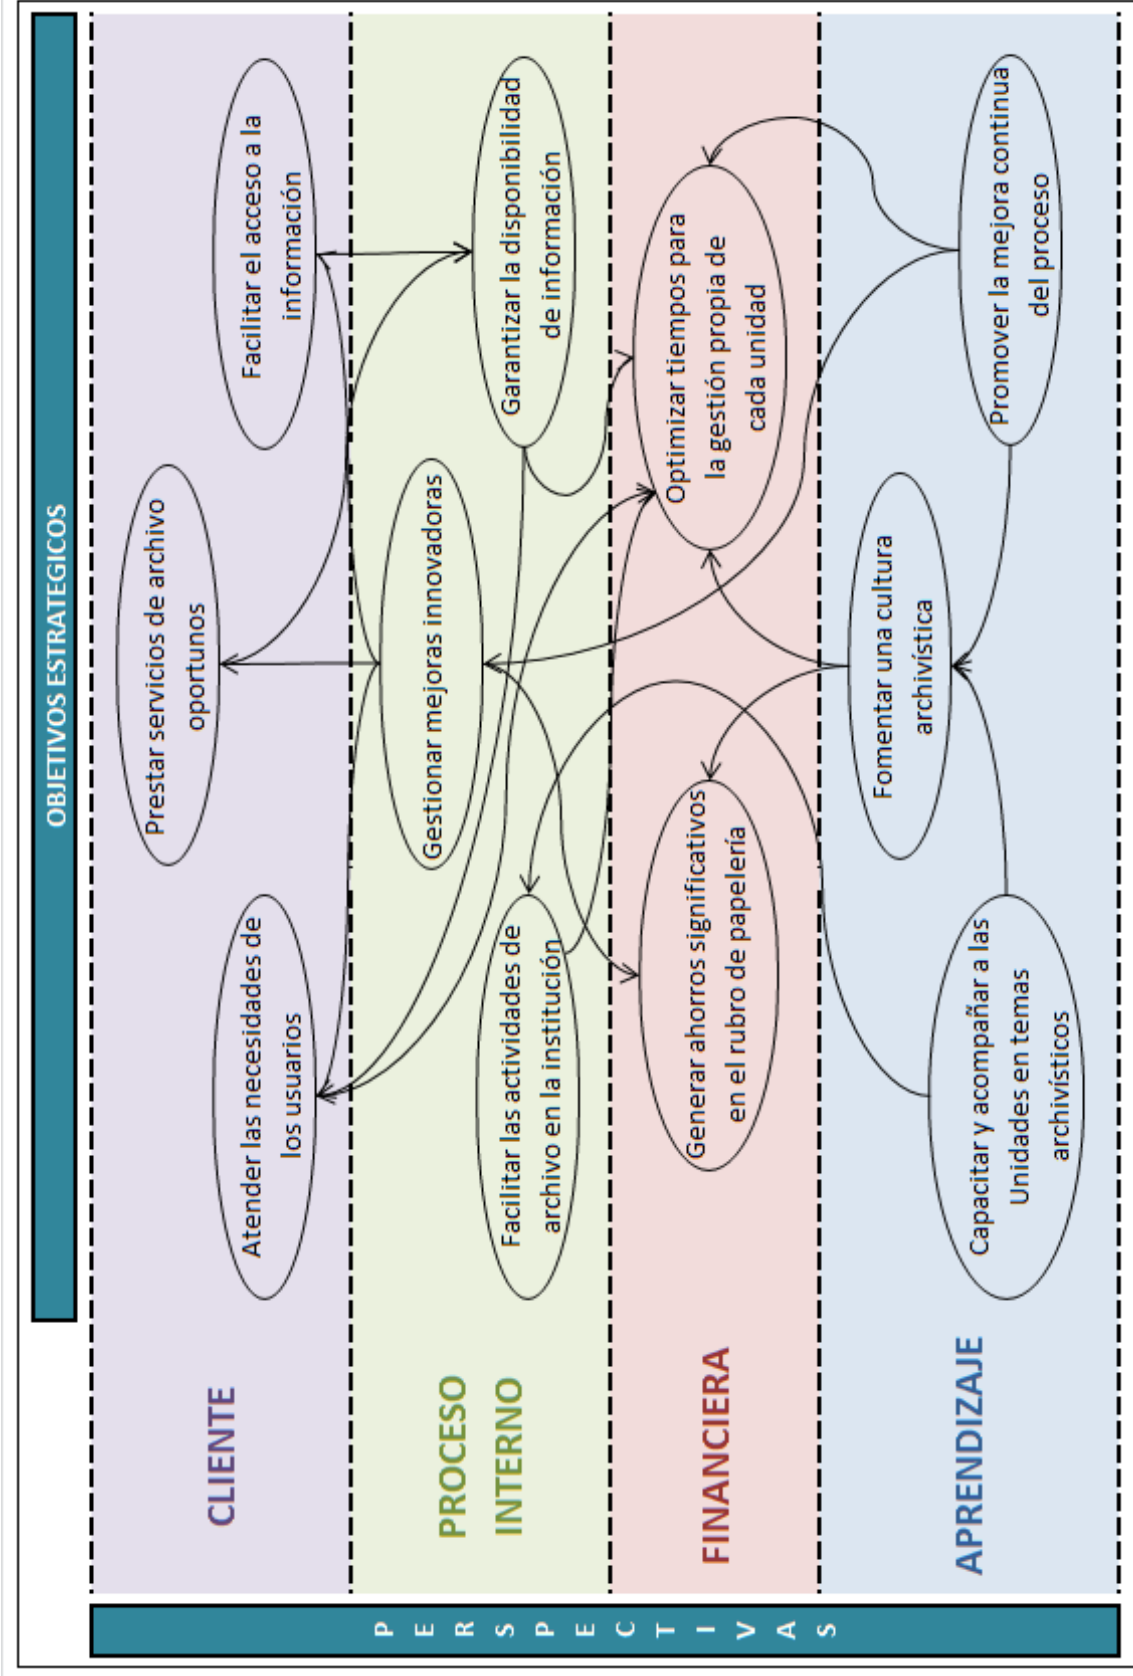 OBJETIVOS ESTRATEGICOS
PERSPECTIVAS
CLIENTE
Prestar servicios de archivo
oportunos
Atender las necesidades de
los usuarios
Facilitar el acceso a la
información
PROCESO
INTERNO
Gestionar mejoras innovadoras
Facilitar las actividades de
archivo en la institución
Garantizar la disponibilidad
de información
FINANCIERA
Generar ahorros significativos
en el rubro de papelería
Optimizar tiempos para
la gestión propia de
cada unidad
APRENDIZAJE
Fomentar una cultura
archivística
Capacitar y acompañar a las
Unidades en temas
archivísticos
Promover la mejora continua
del proceso